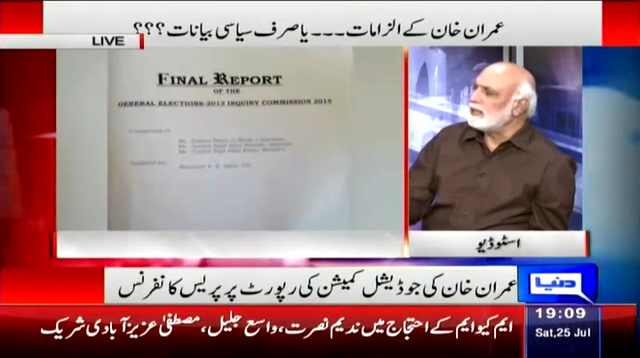 عمران خان کے الزامات ۔۔۔ یا صرف سیاسی بیانات ؟؟؟
LIVE
FINAL REPORT
OF THE
GENERAL ELECTIONS-2013 INQUIRY COMMISSION 2015
اسٹوڈیو
عمران خان کی جوڈیشل کمیشن کی رپورٹ پر پریس کانفرنس
دنیا
19:09
Sat,25 Jul
ایم کیو ایم کے احتجاج میں ندیم نصرت، واسع جلیل، مصطفیٰ عزیز آبادی شریک